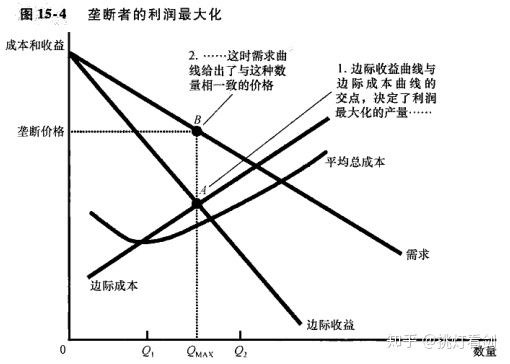 图 15-4 垄断者的利润最大化
成本和收益
2. ……这时需求曲
线给出了与这种数
量相一致的价格
1. 边际收益曲线与
边际成本曲线的
交点，决定了利润
最大化的产量……
垄断价格
B
平均总成本
A
需求
边际成本
边际收益
0
Q₁
QMAX
Q₂
数量
知乎 @挑灯看剑